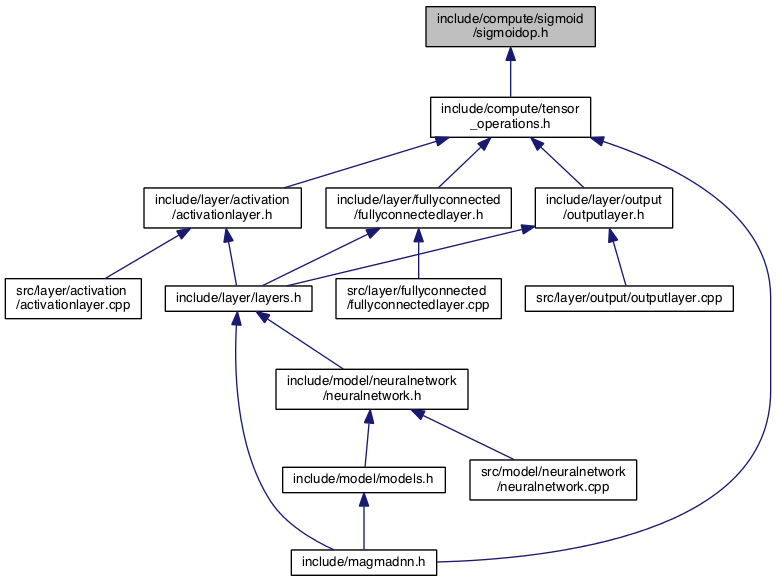 include/compute/sigmoid
/sigmoidop.h
include/compute/tensor
_operations.h
include/layer/activation
/activationlayer.h
include/layer/fullyconnected
/fullyconnectedlayer.h
include/layer/output
/outputlayer.h
src/layer/activation
/activationlayer.cpp
include/layer/layers.h
src/layer/fullyconnected
/fullyconnectedlayer.cpp
src/layer/output/outputlayer.cpp
include/model/neuralnetwork
/neuralnetwork.h
include/model/models.h
src/model/neuralnetwork
/neuralnetwork.cpp
include/magmadnn.h